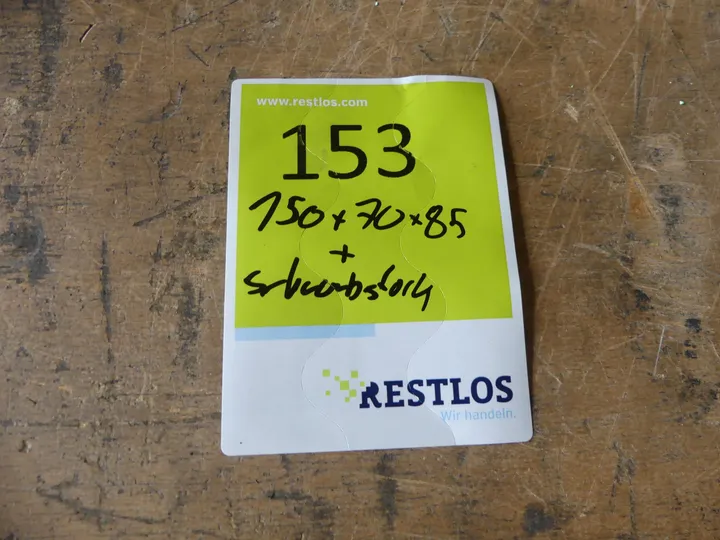 www.restlos.com
153
150x70x85
+
Schraubstock
RESTLOS
Wir handeln.